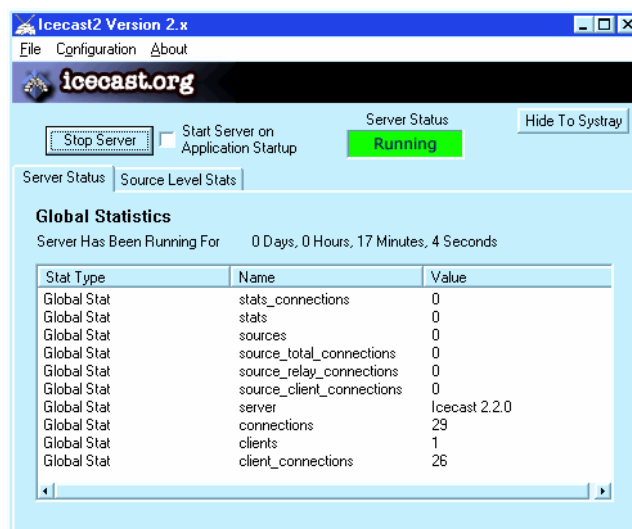 Icecast2 Version 2.x
File Configuration About
icecast.org
Stop Server
Start Server on
Application Startup
Server Status
Running
Hide To Systray
Server Status Source Level Stats
Global Statistics
Server Has Been Running For 0 Days, 0 Hours, 17 Minutes, 4 Seconds
Stat Type Name Value
Global Stat stats_connections 0
Global Stat stats 0
Global Stat sources 0
Global Stat source_total_connections 0
Global Stat source_relay_connections 0
Global Stat source_client_connections 0
Global Stat server Icecast 2.2.0
Global Stat connections 29
Global Stat clients 1
Global Stat client_connections 26